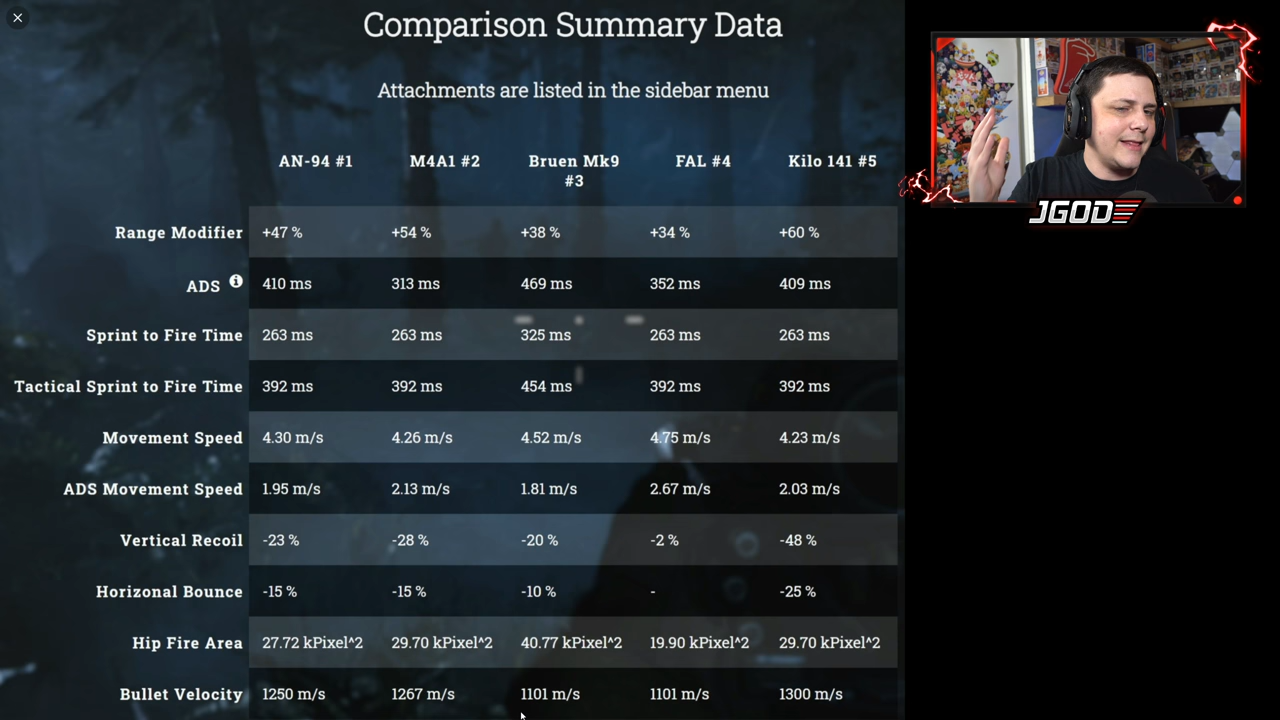 Comparison Summary Data
Attachments are listed in the sidebar menu
AN-94 #1 M4A1 #2 Bruen Mk9 #3 FAL #4 Kilo 141 #5
Range Modifier +47 % +54 % +38 % +34 % +60 %
ADS 410 ms 313 ms 469 ms 352 ms 409 ms
Sprint to Fire Time 263 ms 263 ms 325 ms 263 ms 263 ms
Tactical Sprint to Fire Time 392 ms 392 ms 454 ms 392 ms 392 ms
Movement Speed 4.30 m/s 4.26 m/s 4.52 m/s 4.75 m/s 4.23 m/s
ADS Movement Speed 1.95 m/s 2.13 m/s 1.81 m/s 2.67 m/s 2.03 m/s
Vertical Recoil -23 % -28 % -20 % -2 % -48 %
Horizonal Bounce -15 % -15 % -10 % - -25 %
Hip Fire Area 27.72 kPixel^2 29.70 kPixel^2 40.77 kPixel^2 19.90 kPixel^2 29.70 kPixel^2
Bullet Velocity 1250 m/s 1267 m/s 1101 m/s 1101 m/s 1300 m/s
JGOD